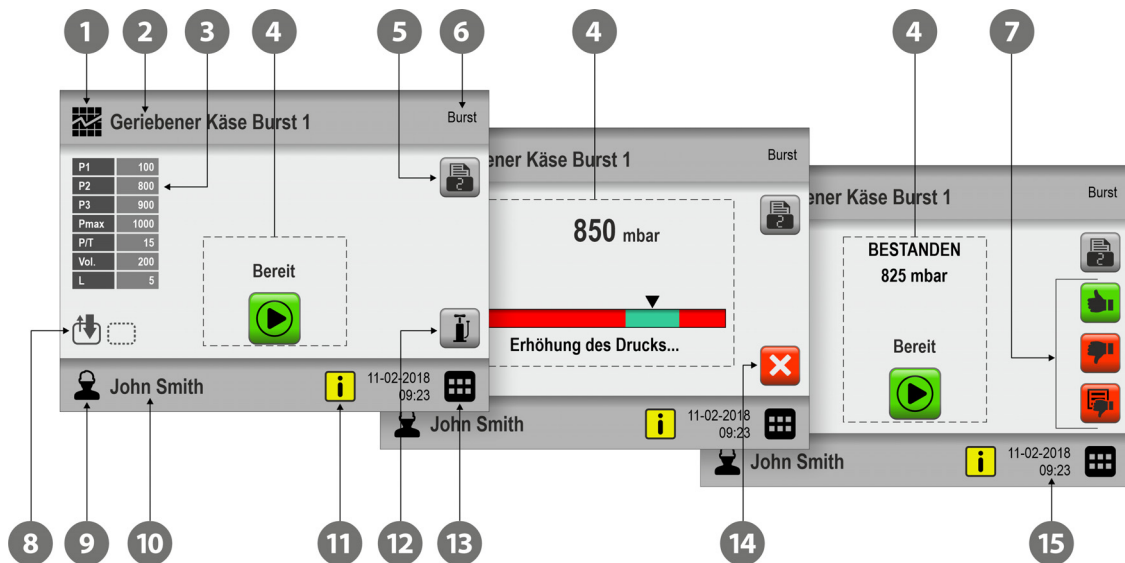 1 2 3 4 5 6 4 4 7
Geriebener Käse Burst 1
Burst
P1 100
P2 800
P3 900
Pmax 1000
P/T 15
Vol. 200
L 5
2
Bereit
John Smith
i
11-02-2018
09:23
ener Käse Burst 1
Burst
2
850 mbar
Erhöhung des Drucks...
John Smith
i
11-02-2018
09:23
ener Käse Burst 1
Burst
BESTANDEN
825 mbar
2
Bereit
John Smith
i
11-02-2018
09:23
8 9 10 11 12 13 14 15